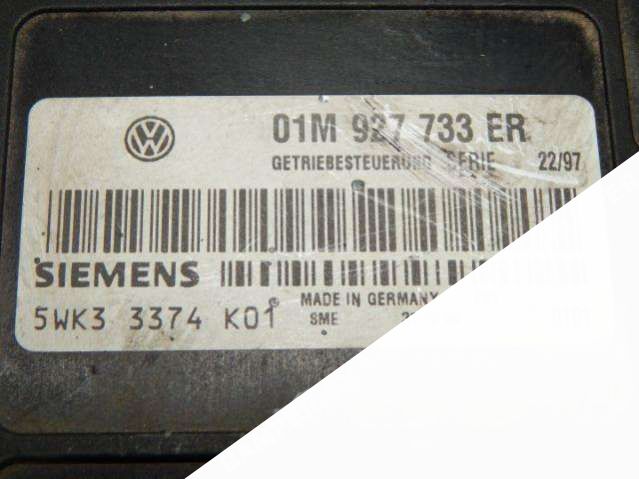 01M 927 733 ER
GETRIEBESTEUERUNG SERIE 22/97
SIEMENS
MADE IN GERMANY
5WK3 3374 K01 SME